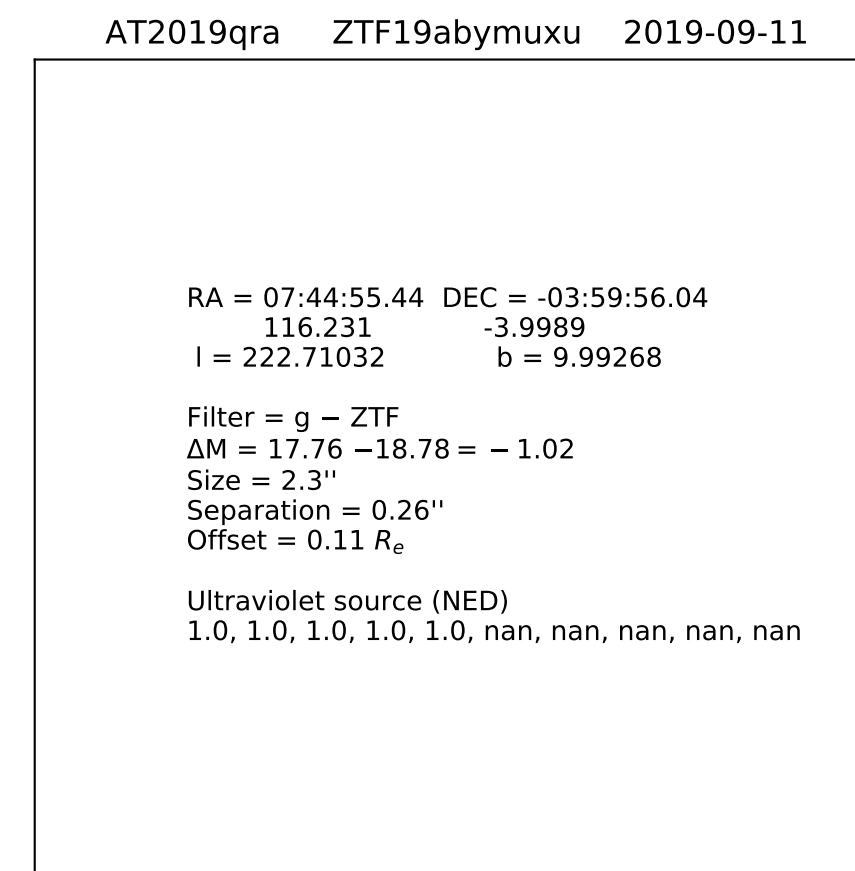 AT2019qra ZTF19abymuxu 2019-09-11
RA = 07:44:55.44 DEC = -03:59:56.04
116.231 -3.9989
l = 222.71032 b = 9.99268
Filter = g − ZTF
ΔM = 17.76 −18.78 = − 1.02
Size = 2.3''
Separation = 0.26''
Offset = 0.11 Re
Ultraviolet source (NED)
1.0, 1.0, 1.0, 1.0, 1.0, nan, nan, nan, nan, nan